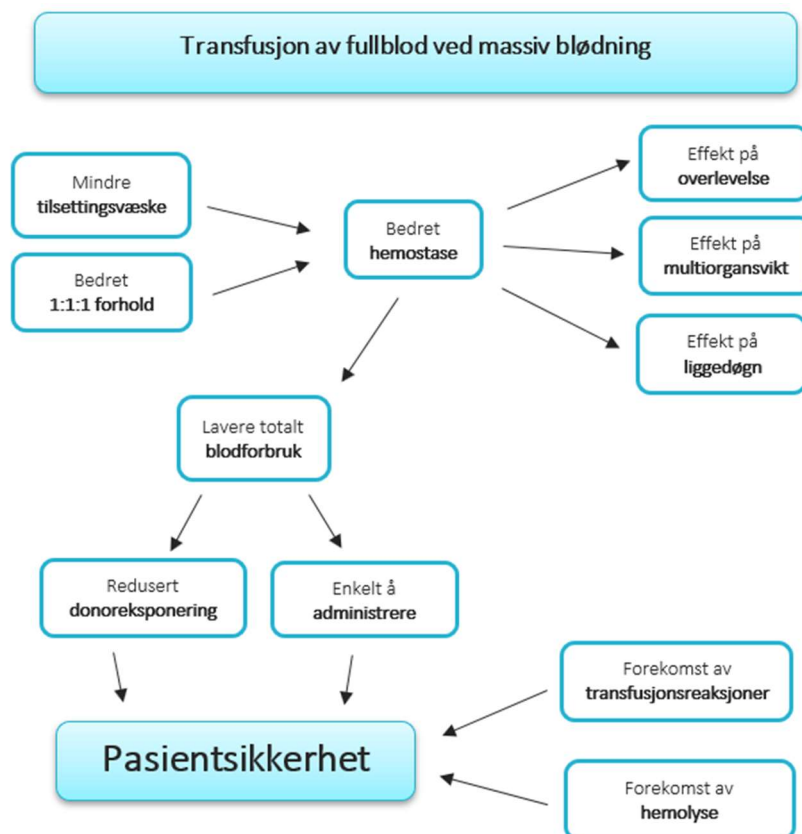 Transfusjon av fullblod ved massiv blødning
Mindre
tilsettingsvæske
Bedret
1:1:1 forhold
Bedret
hemostase
Effekt på
overlevelse
Effekt på
multiorgansvikt
Effekt på
liggedøgn
Lavere totalt
blodforbruk
Redusert
donoreksponering
Enkelt å
administrere
Forekomst av
transfusjonsreaksjoner
Pasientsikkerhet
Forekomst av
hemolyse